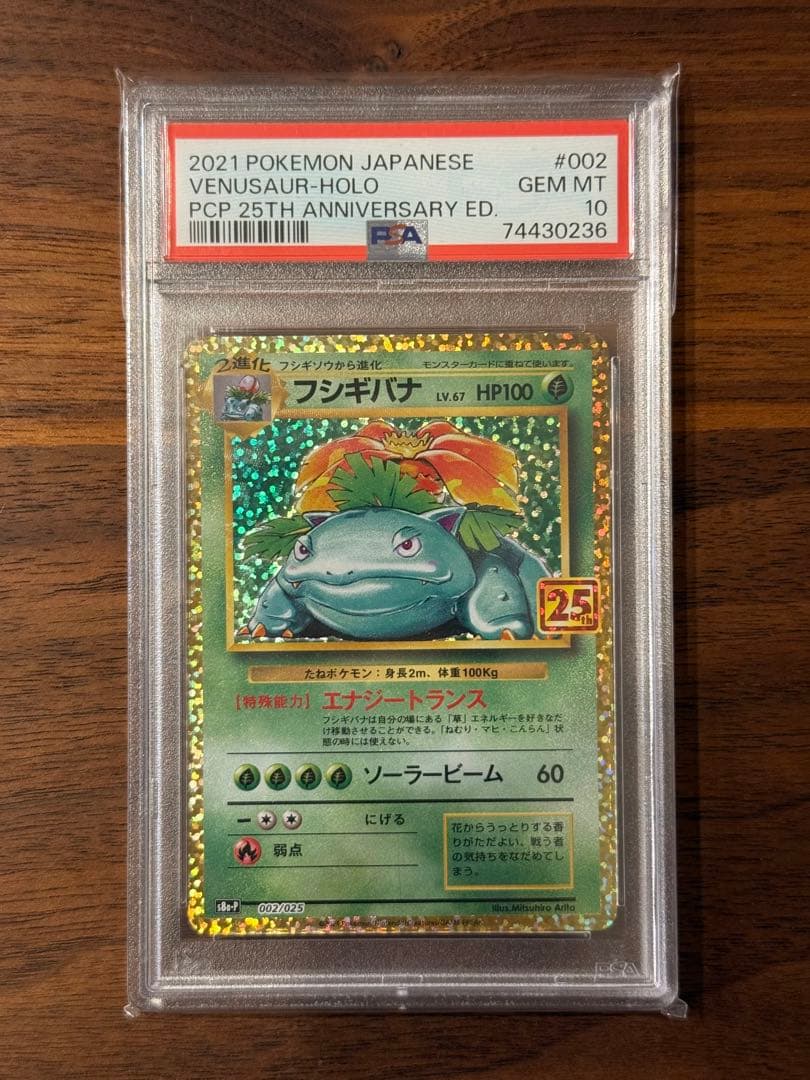 2021 POKEMON JAPANESE #002
VENUSAUR-HOLO GEM MT
PCP 25TH ANNIVERSARY ED. 10
PSA 74430236
2進化 フシギソウから進化 モンスターカードに重ねて使います。
フシギバナ LV.67 HP100
25th
たねポケモン：身長2m、体重100Kg
【特殊能力】 エナジートランス
フシギバナは自分の場にある「草」エネルギーを好きなだ
け移動させることができる。「ねむり・マヒ・こんらん」状
態の時には使えない。
ソーラービーム 60
にげる
弱点
花からうっとりする香
りがただよい、戦う者
の気持ちをなだめてし
まう。
s8a-P 002/025 Illus.Mitsuhiro Arita
PSA